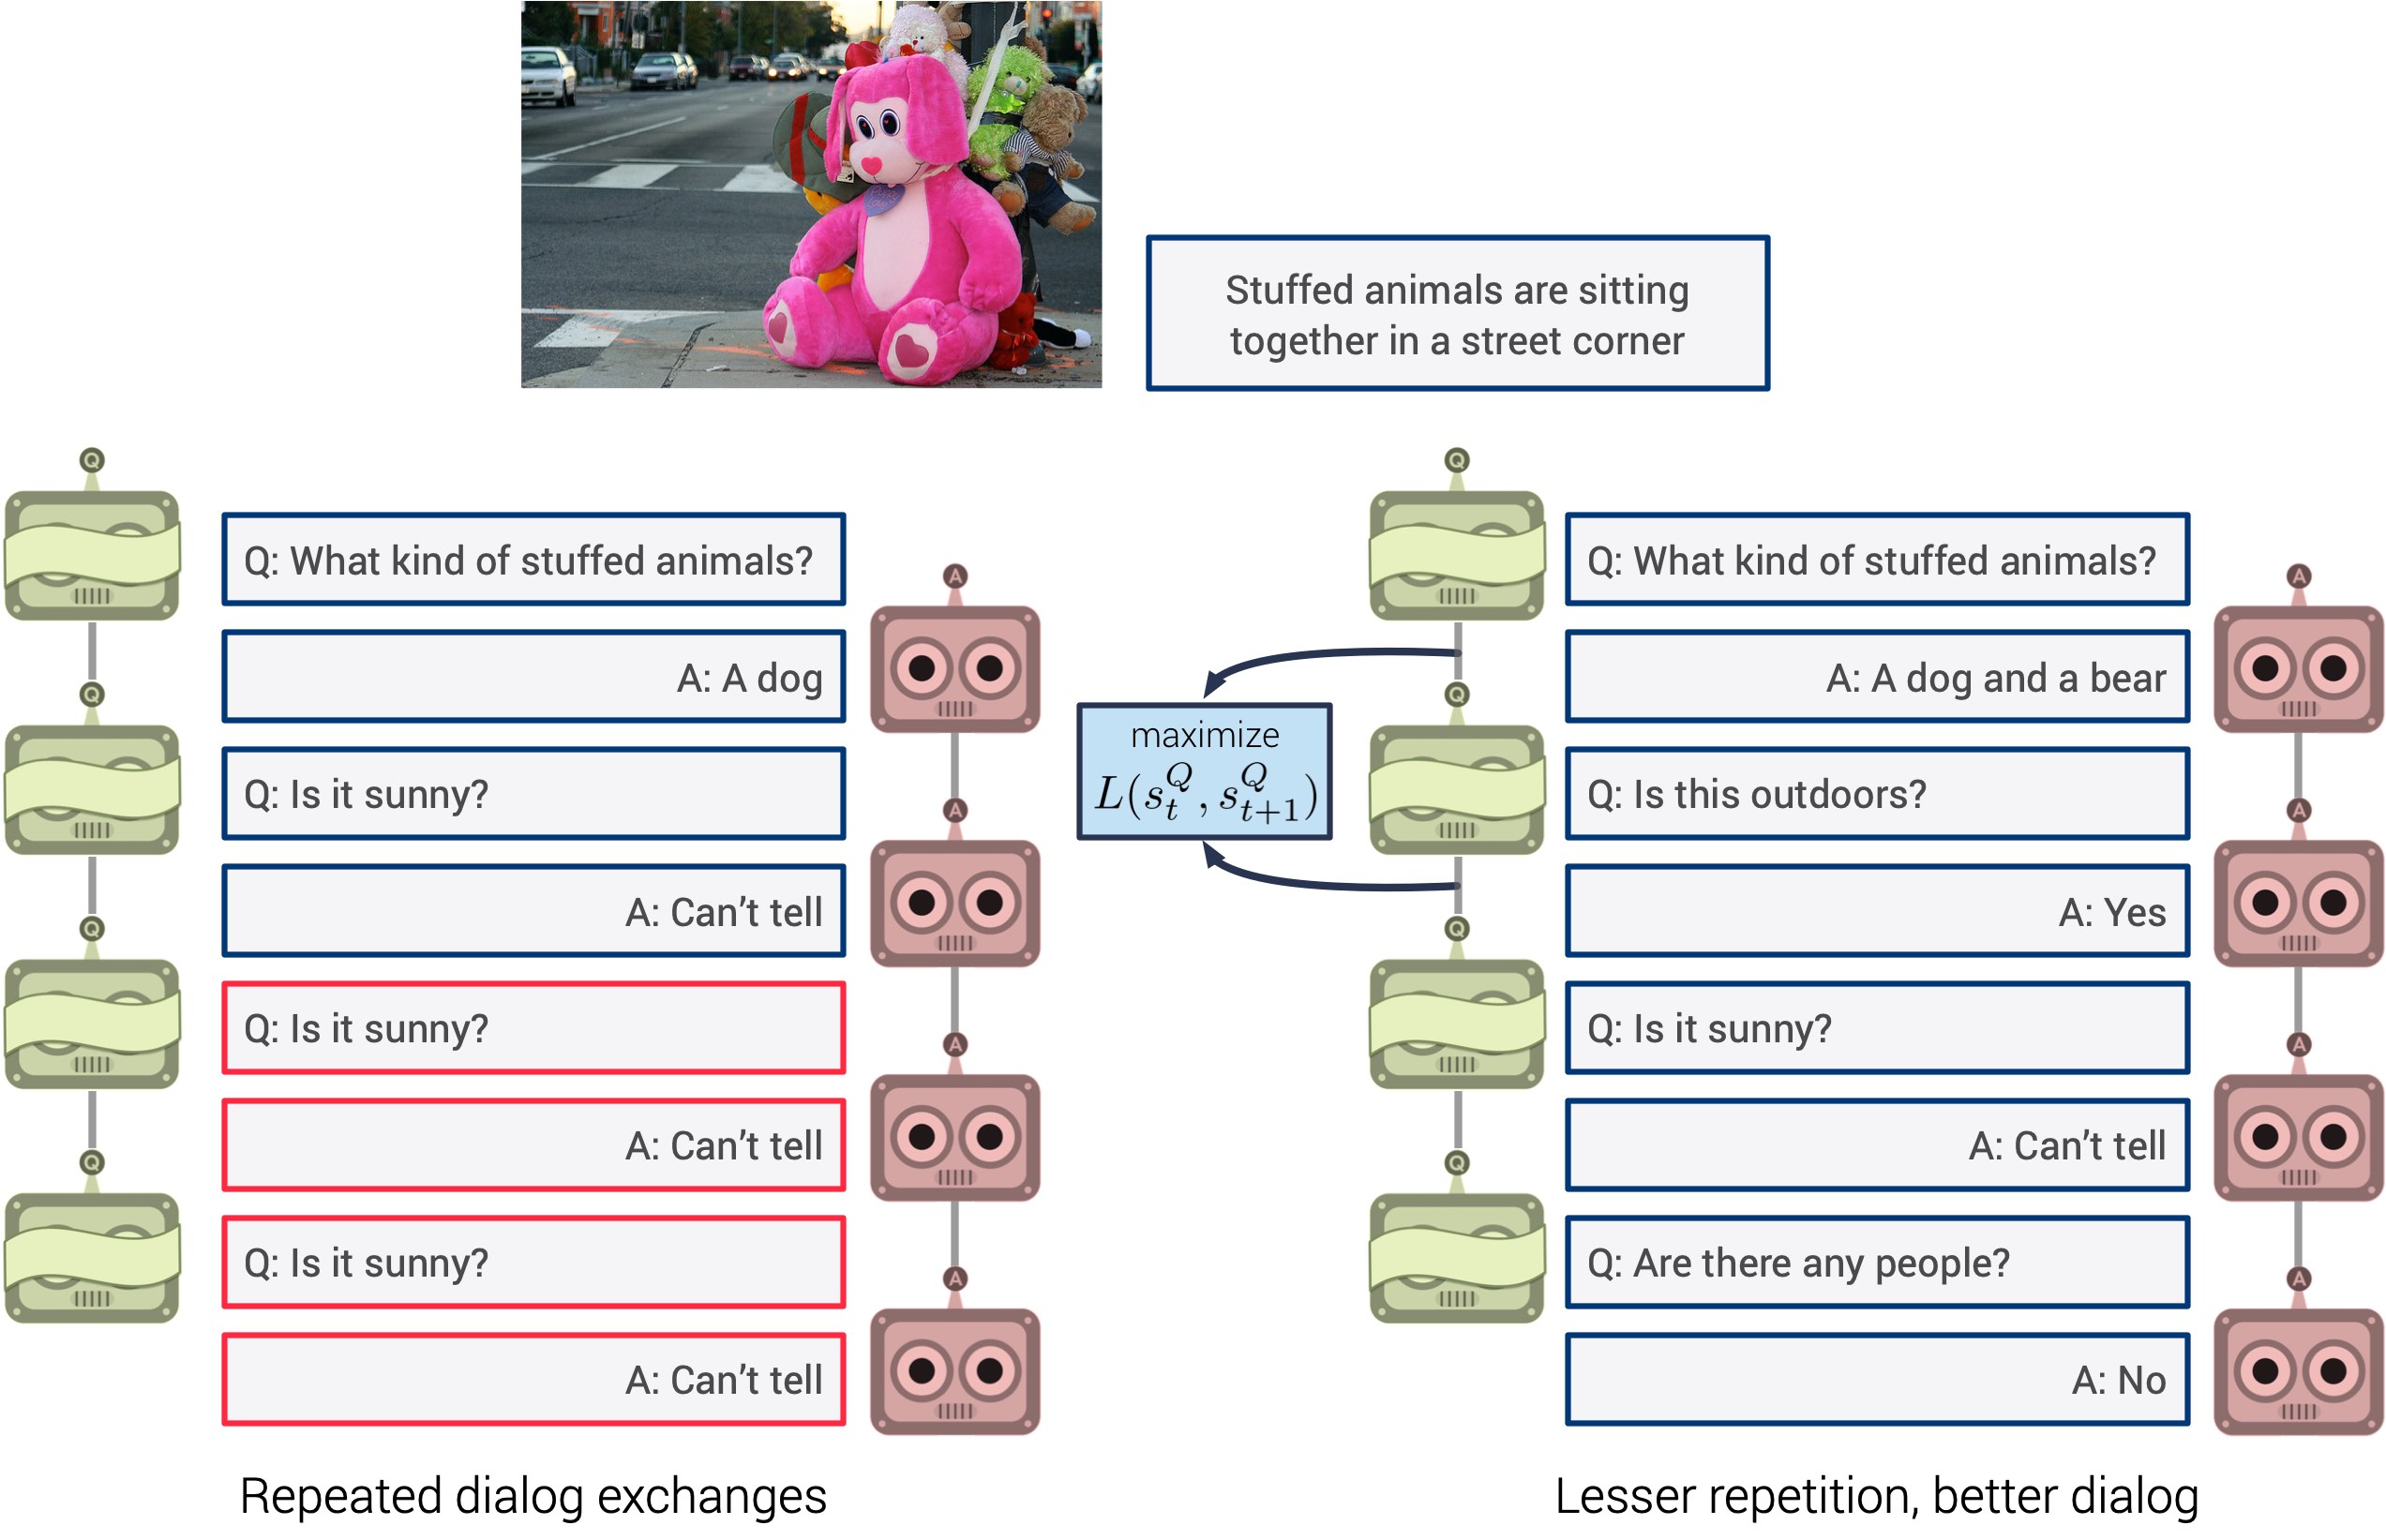 Stuffed animals are sitting
together in a street corner
Q
Q: What kind of stuffed animals?
A
A: A dog
Q
Q: Is it sunny?
A
A: Can't tell
Q
Q: Is it sunny?
A
A: Can't tell
Q
Q: Is it sunny?
A
A: Can't tell
Repeated dialog exchanges
maximize
L(s_t^Q, s_{t+1}^Q)
Q
Q: What kind of stuffed animals?
A
A: A dog and a bear
Q
Q: Is this outdoors?
A
A: Yes
Q
Q: Is it sunny?
A
A: Can't tell
Q
Q: Are there any people?
A
A: No
Lesser repetition, better dialog